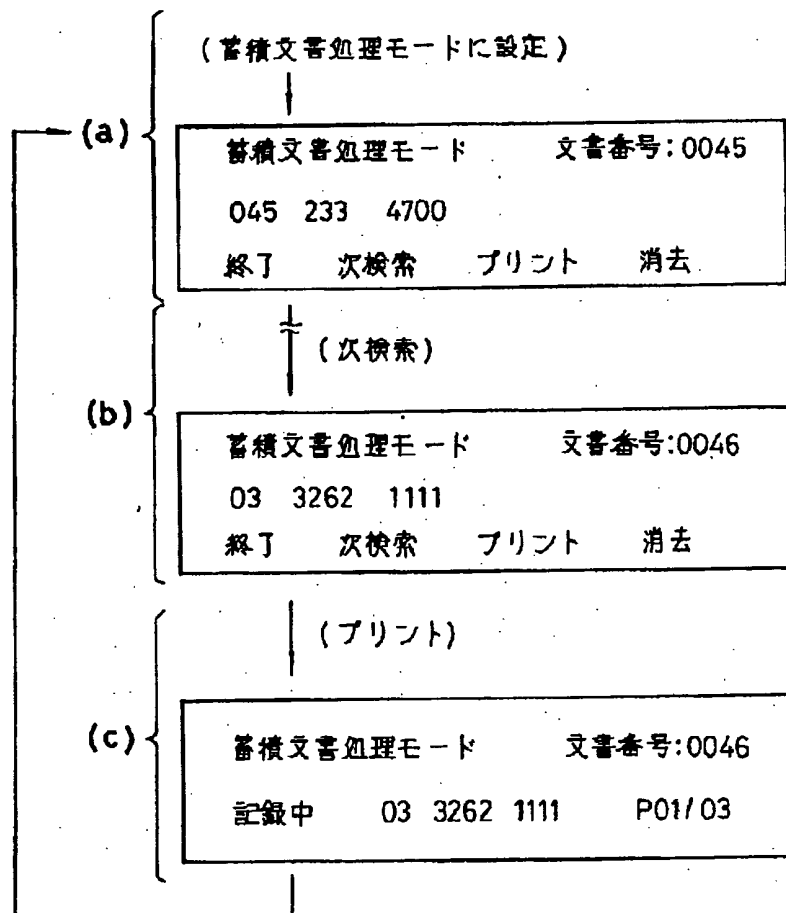 (蓄積文書処理モードに設定)
(a)
蓄積文書処理モード 文書番号:0045
045 233 4700
終了 次検索 プリント 消去
(次検索)
(b)
蓄積文書処理モード 文書番号:0046
03 3262 1111
終了 次検索 プリント 消去
(プリント)
(c)
蓄積文書処理モード 文書番号:0046
記録中 03 3262 1111 P01/03